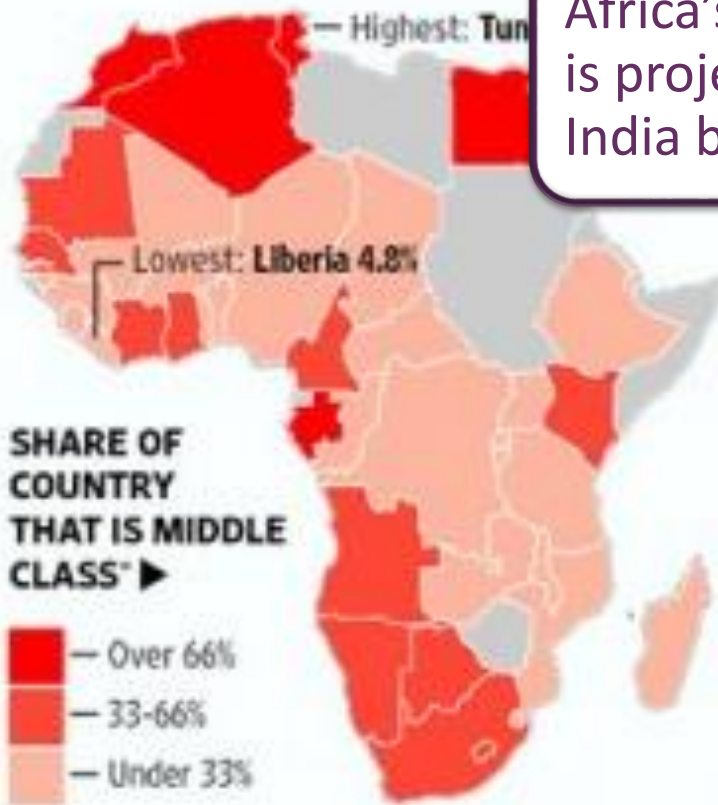 Africa's
is proje
India b
Highest: Tun
Lowest: Liberia 4.8%
SHARE OF
COUNTRY
THAT IS MIDDLE
CLASS* ▶
Over 66%
33-66%
Under 33%